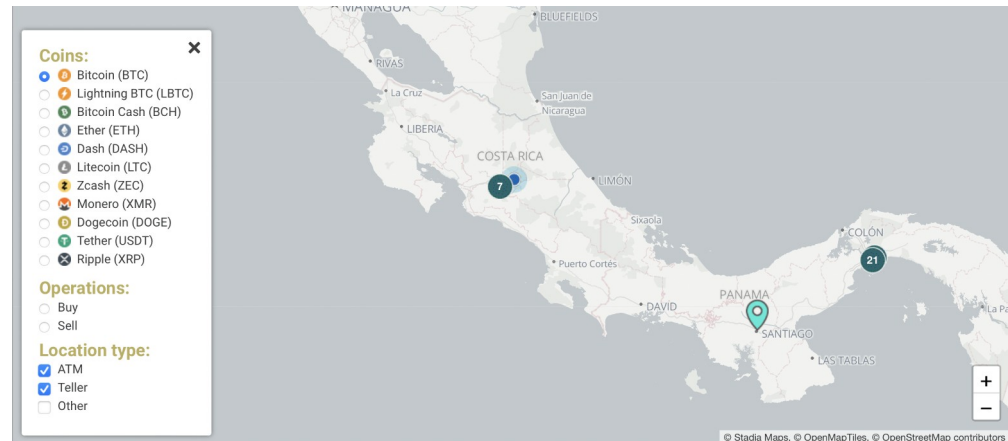 Coins:
Bitcoin (BTC)
Lightning BTC (LBTC)
Bitcoin Cash (BCH)
Ether (ETH)
Dash (DASH)
Litecoin (LTC)
Zcash (ZEC)
Monero (XMR)
Dogecoin (DOGE)
Tether (USDT)
Ripple (XRP)
Operations:
Buy
Sell
Location type:
ATM
Teller
Other
MANAGUA
BLUEFIELDS
RIVAS
La Cruz
San Juan de
Nicaragua
LIBERIA
COSTA RICA
7
LIMÓN
Sixaola
COLÓN
21
Puerto Cortés
DAVID
PANAMA
La Pa
SANTIAGO
LAS TABLAS
+
−
© Stadia Maps, © OpenMapTiles, © OpenStreetMap contributors